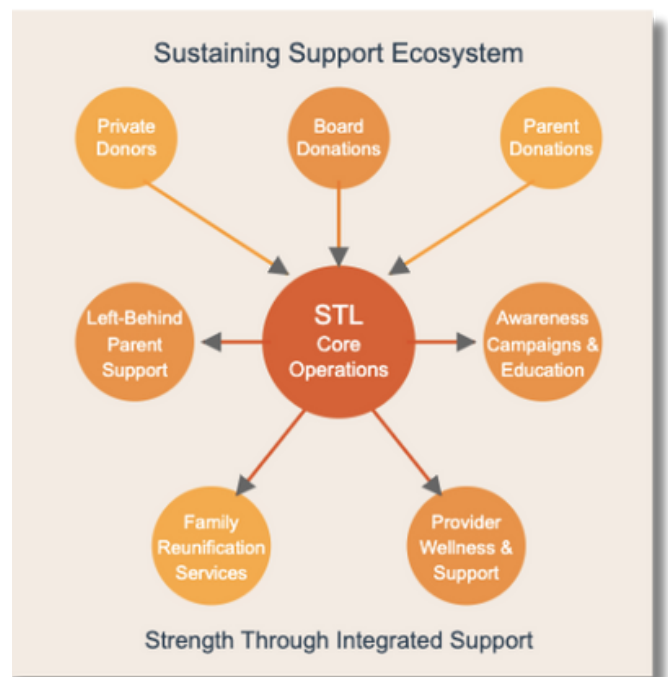 Sustaining Support Ecosystem
Private
Donors
Board
Donations
Parent
Donations
Left-Behind
Parent
Support
STL
Core
Operations
Awareness
Campaigns &
Education
Family
Reunification
Services
Provider
Wellness &
Support
Strength Through Integrated Support